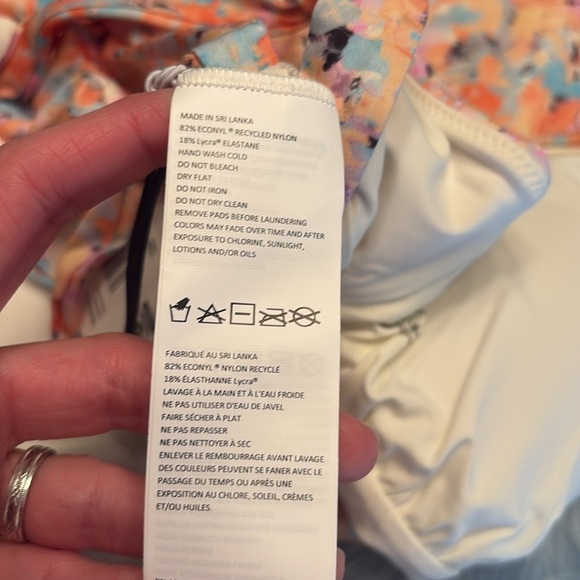 MADE IN SRI LANKA
82% ECONYL® RECYCLED NYLON
18% Lycra® ELASTANE
HAND WASH COLD
DO NOT BLEACH
DRY FLAT
DO NOT IRON
DO NOT DRY CLEAN
REMOVE PADS BEFORE LAUNDERING
COLORS MAY FADE OVER TIME AND AFTER
EXPOSURE TO CHLORINE, SUNLIGHT,
LOTIONS AND/OR OILS
FABRIQUÉ AU SRI LANKA
82% ECONYL® NYLON RECYCLÉ
18% ÉLASTHANNE Lycra®
LAVAGE À LA MAIN ET À L'EAU FROIDE
NE PAS UTILISER D'EAU DE JAVEL
FAIRE SÉCHER À PLAT
NE PAS REPASSER
NE PAS NETTOYER À SEC
ENLEVER LE REMBOURRAGE AVANT LAVAGE
DES COULEURS PEUVENT SE FANER AVEC LE
PASSAGE DU TEMPS OU APRÈS UNE
EXPOSITION AU CHLORE, SOLEIL, CRÈMES
ET/OU HUILES.